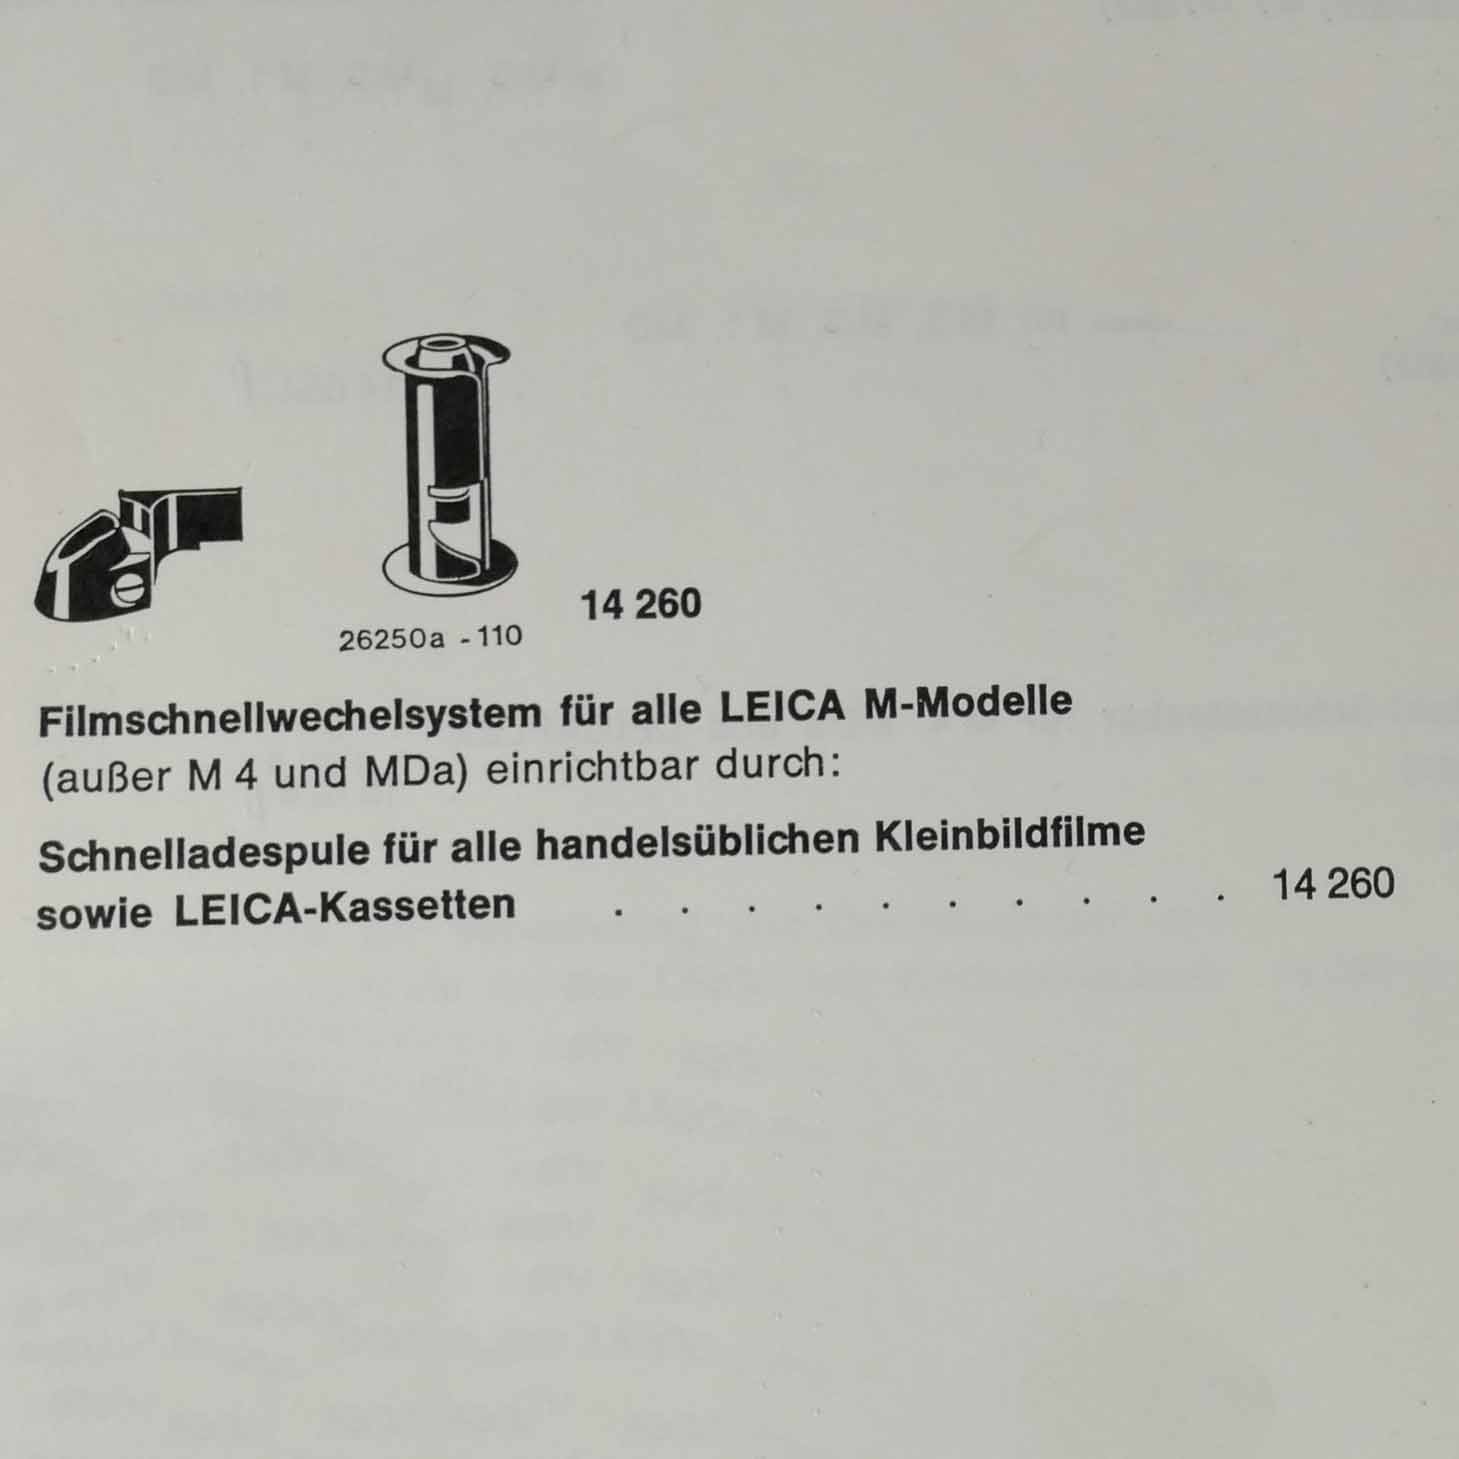 14 260
26250a - 110
Filmschnellwechelsystem für alle LEICA M-Modelle
(außer M 4 und MDa) einrichtbar durch:
Schnelladespule für alle handelsüblichen Kleinbildfilme
sowie LEICA-Kassetten . . . . . . . . . . 14 260